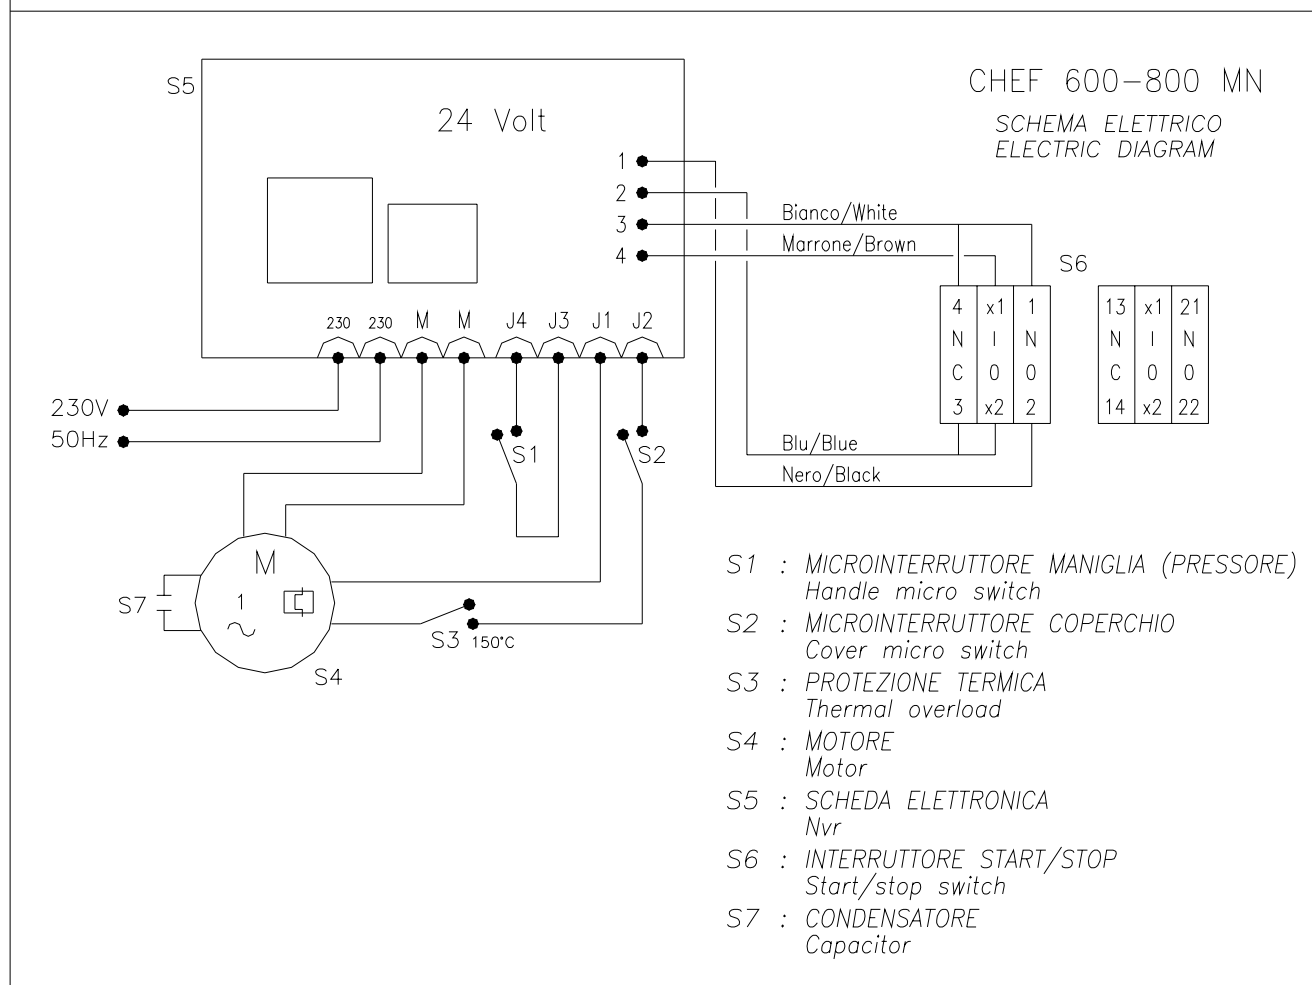 CHEF 600-800 MN
SCHEMA ELETTRICO
ELECTRIC DIAGRAM
S5
24 Volt
1
2
3
4
Bianco/White
Marrone/Brown
S6
4 x1 1
N I N
C 0 0
3 x2 2
13 x1 21
N I N
C 0 0
14 x2 22
230 230 M M J4 J3 J1 J2
230V
50Hz
S1
S2
Blu/Blue
Nero/Black
M
1
S7
S3 150°C
S4
S1 : MICROINTERRUTTORE MANIGLIA (PRESSORE)
Handle micro switch
S2 : MICROINTERRUTTORE COPERCHIO
Cover micro switch
S3 : PROTEZIONE TERMICA
Thermal overload
S4 : MOTORE
Motor
S5 : SCHEDA ELETTRONICA
Nvr
S6 : INTERRUTTORE START/STOP
Start/stop switch
S7 : CONDENSATORE
Capacitor